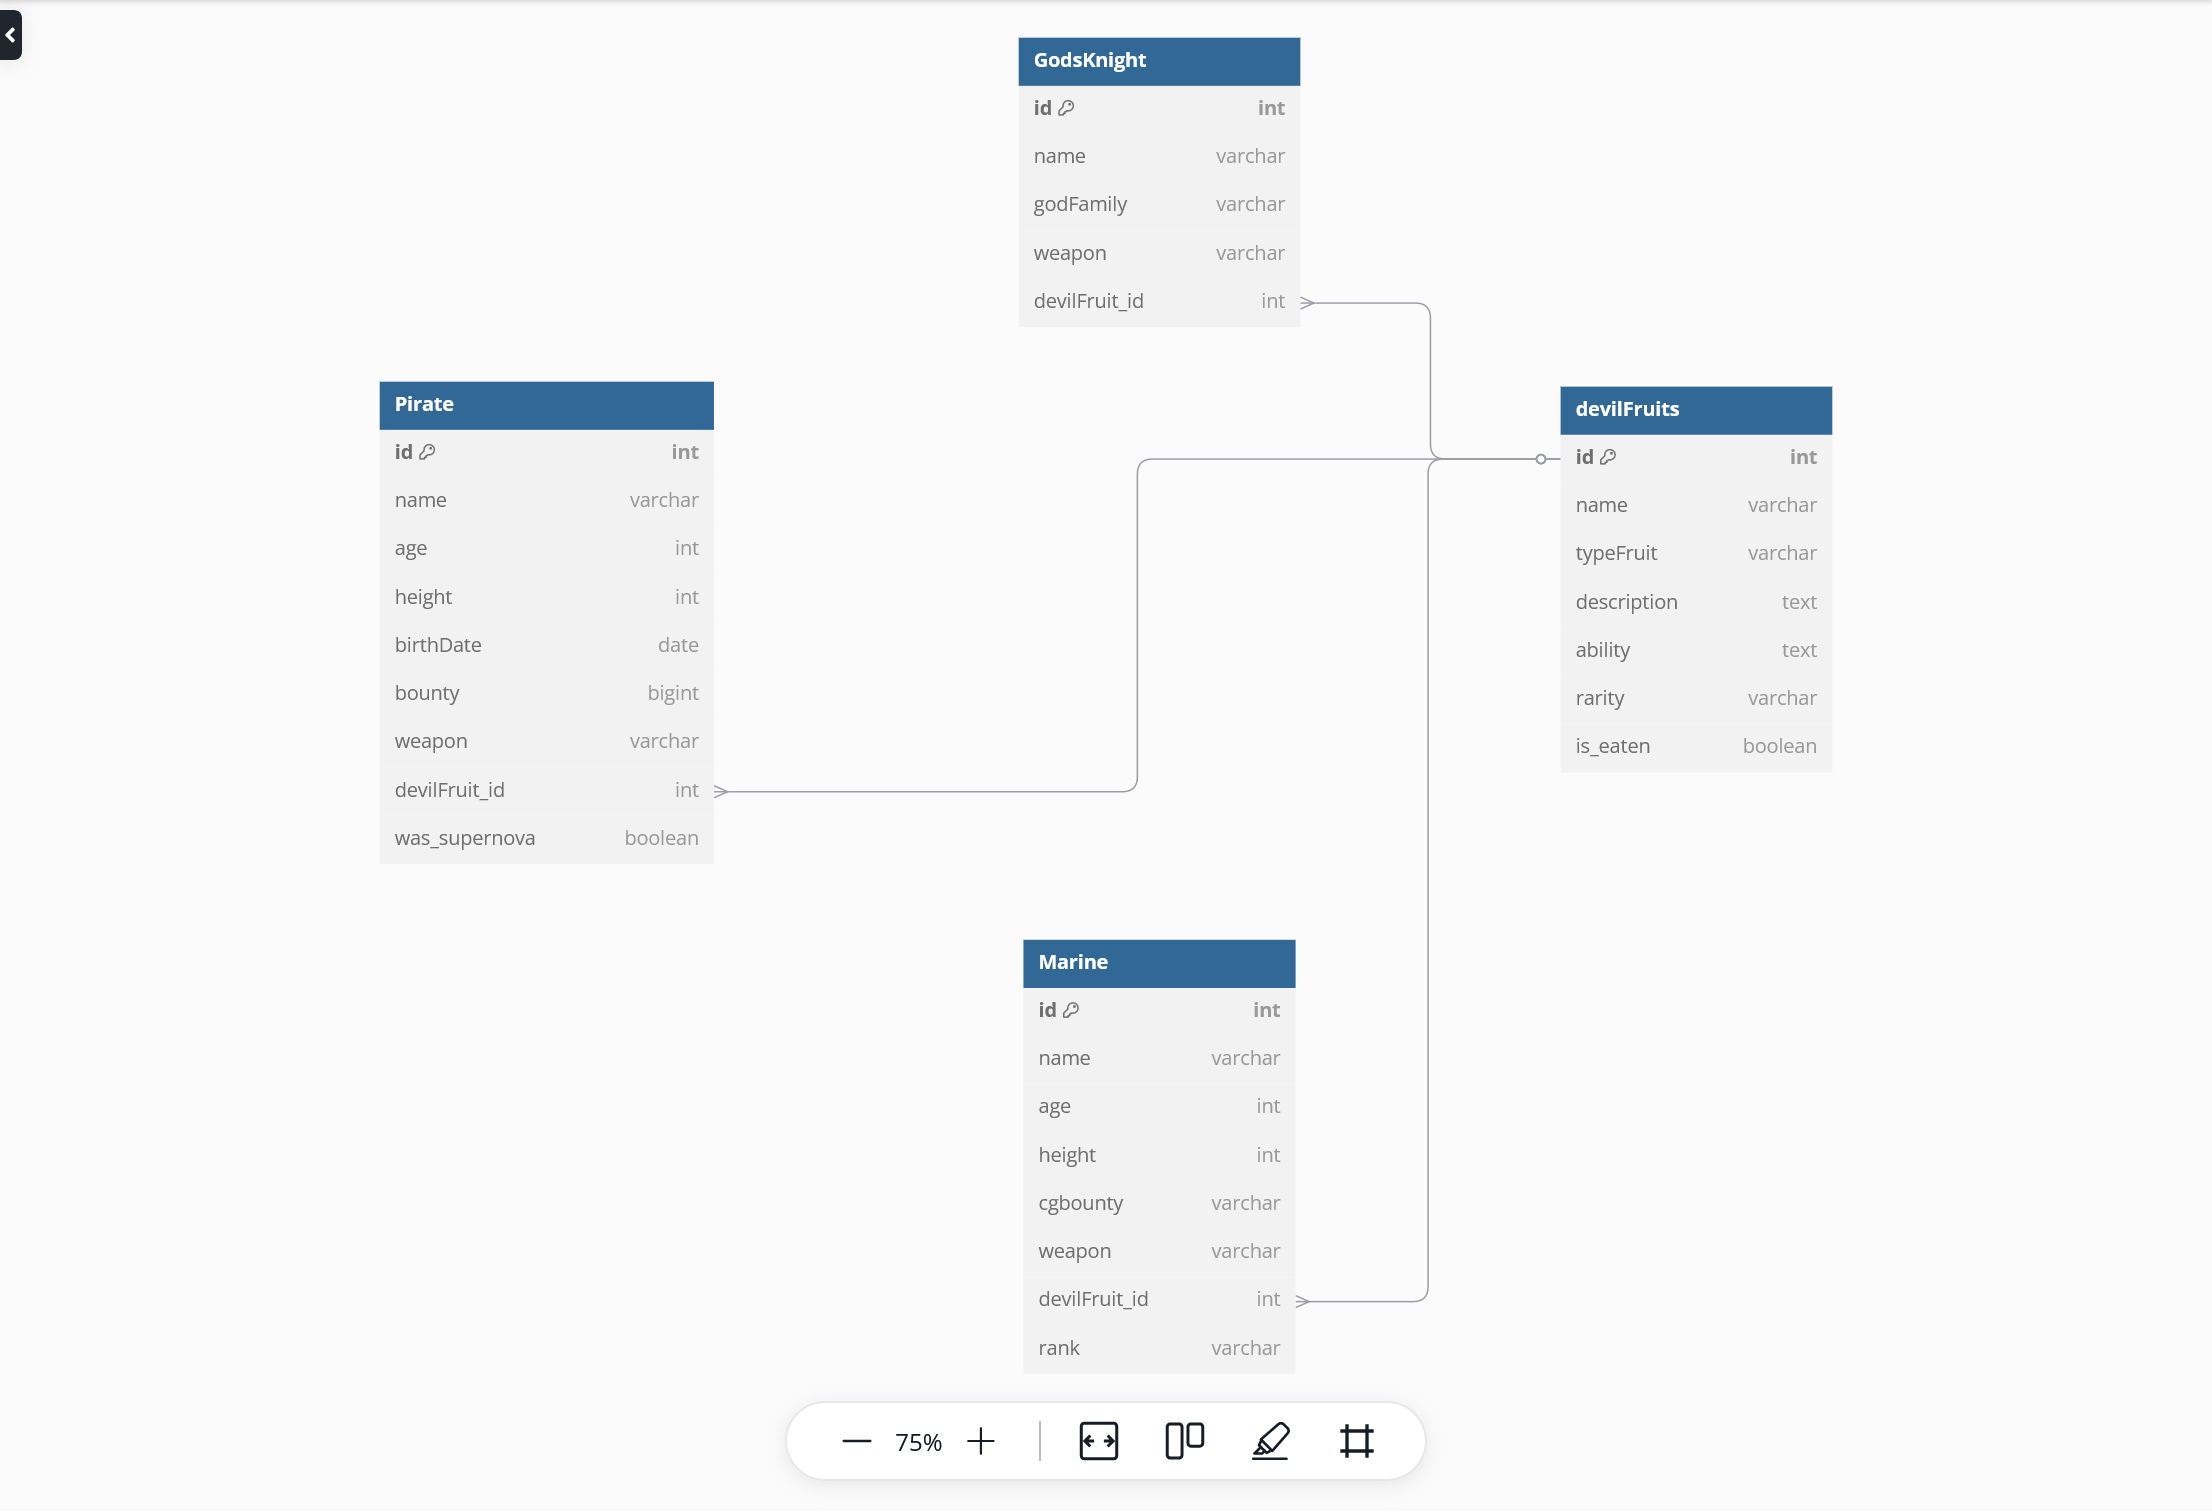 GodsKnight
id int
name varchar
godFamily varchar
weapon varchar
devilFruit_id int
Pirate
id int
name varchar
age int
height int
birthDate date
bounty bigint
weapon varchar
devilFruit_id int
was_supernova boolean
devilFruits
id int
name varchar
typeFruit varchar
description text
ability text
rarity varchar
is_eaten boolean
Marine
id int
name varchar
age int
height int
cgbounty varchar
weapon varchar
devilFruit_id int
rank varchar
75%